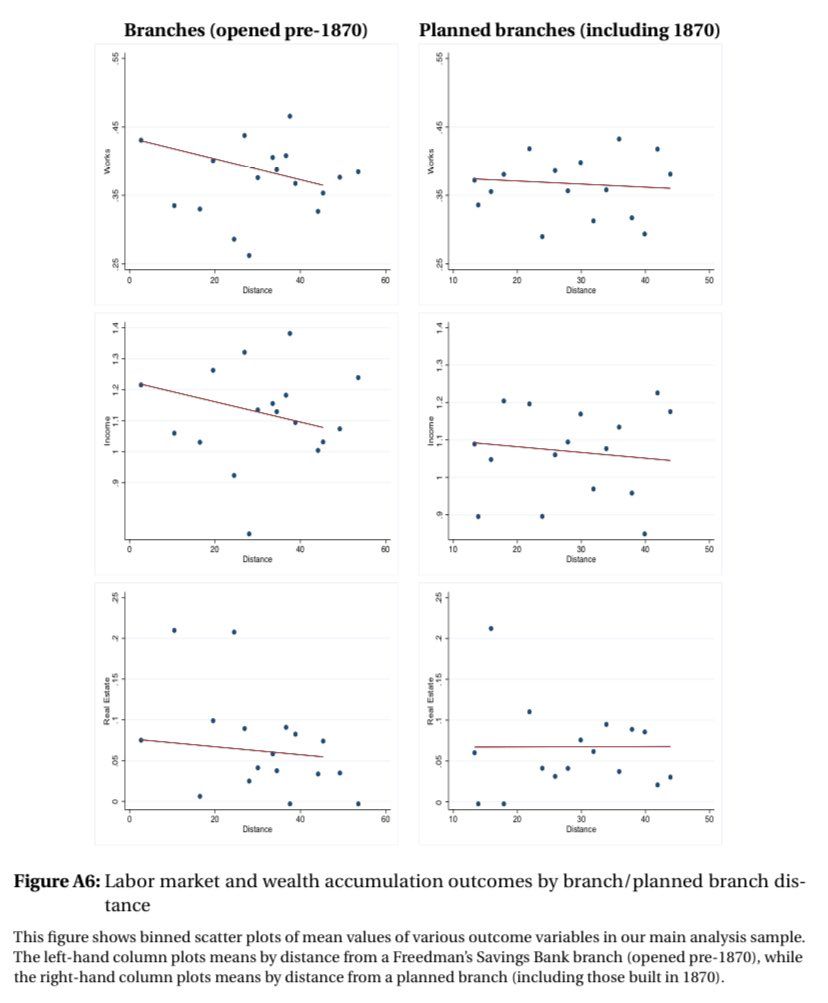 Branches (opened pre-1870)
Planned branches (including 1870)
.55
.45
.35
.25
Works
0 20 40 60
Distance
.55
.45
.35
.25
Works
10 20 30 40 50
Distance
1.4
1.3
1.2
1.1
1
.9
Income
0 20 40 60
Distance
1.4
1.3
1.2
1.1
1
.9
Income
10 20 30 40 50
Distance
.25
.2
.15
.1
.05
0
Real Estate
0 20 40 60
Distance
.25
.2
.15
.1
.05
0
Real Estate
10 20 30 40 50
Distance
Figure A6: Labor market and wealth accumulation outcomes by branch/planned branch dis-
tance
This figure shows binned scatter plots of mean values of various outcome variables in our main analysis sample.
The left-hand column plots means by distance from a Freedman's Savings Bank branch (opened pre-1870), while
the right-hand column plots means by distance from a planned branch (including those built in 1870).